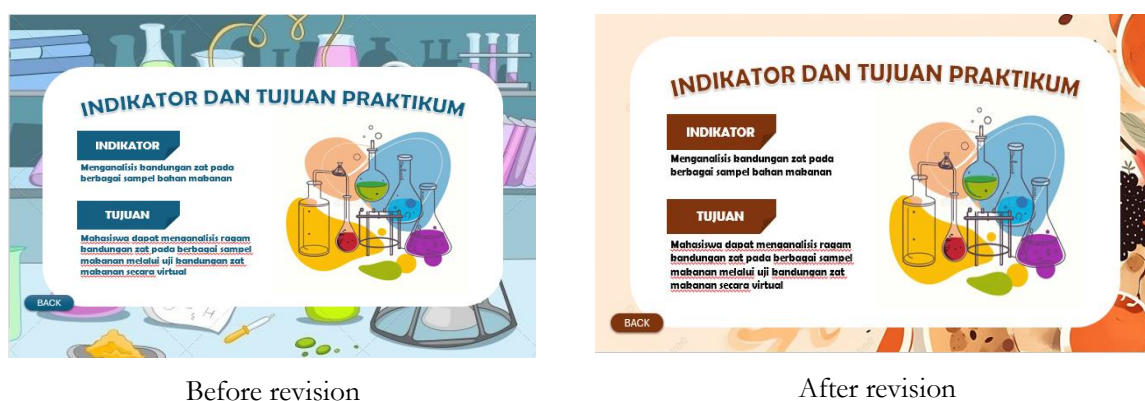 INDIKATOR DAN TUJUAN PRAKTIKUM
INDIKATOR
Menganalisis kandungan zat pada
berbagai sampel bahan makanan
TUJUAN
Mahasiswa dapat menganalisis ragam
kandungan zat pada berbagai sampel
makanan melalui uji kandungan zat
makanan secara virtual
BACK
Before revision
INDIKATOR DAN TUJUAN PRAKTIKUM
INDIKATOR
Menganalisis kandungan zat pada
berbagai sampel bahan makanan
TUJUAN
Mahasiswa dapat menganalisis ragam
kandungan zat pada berbagai sampel
makanan melalui uji kandungan zat
makanan secara virtual
BACK
After revision